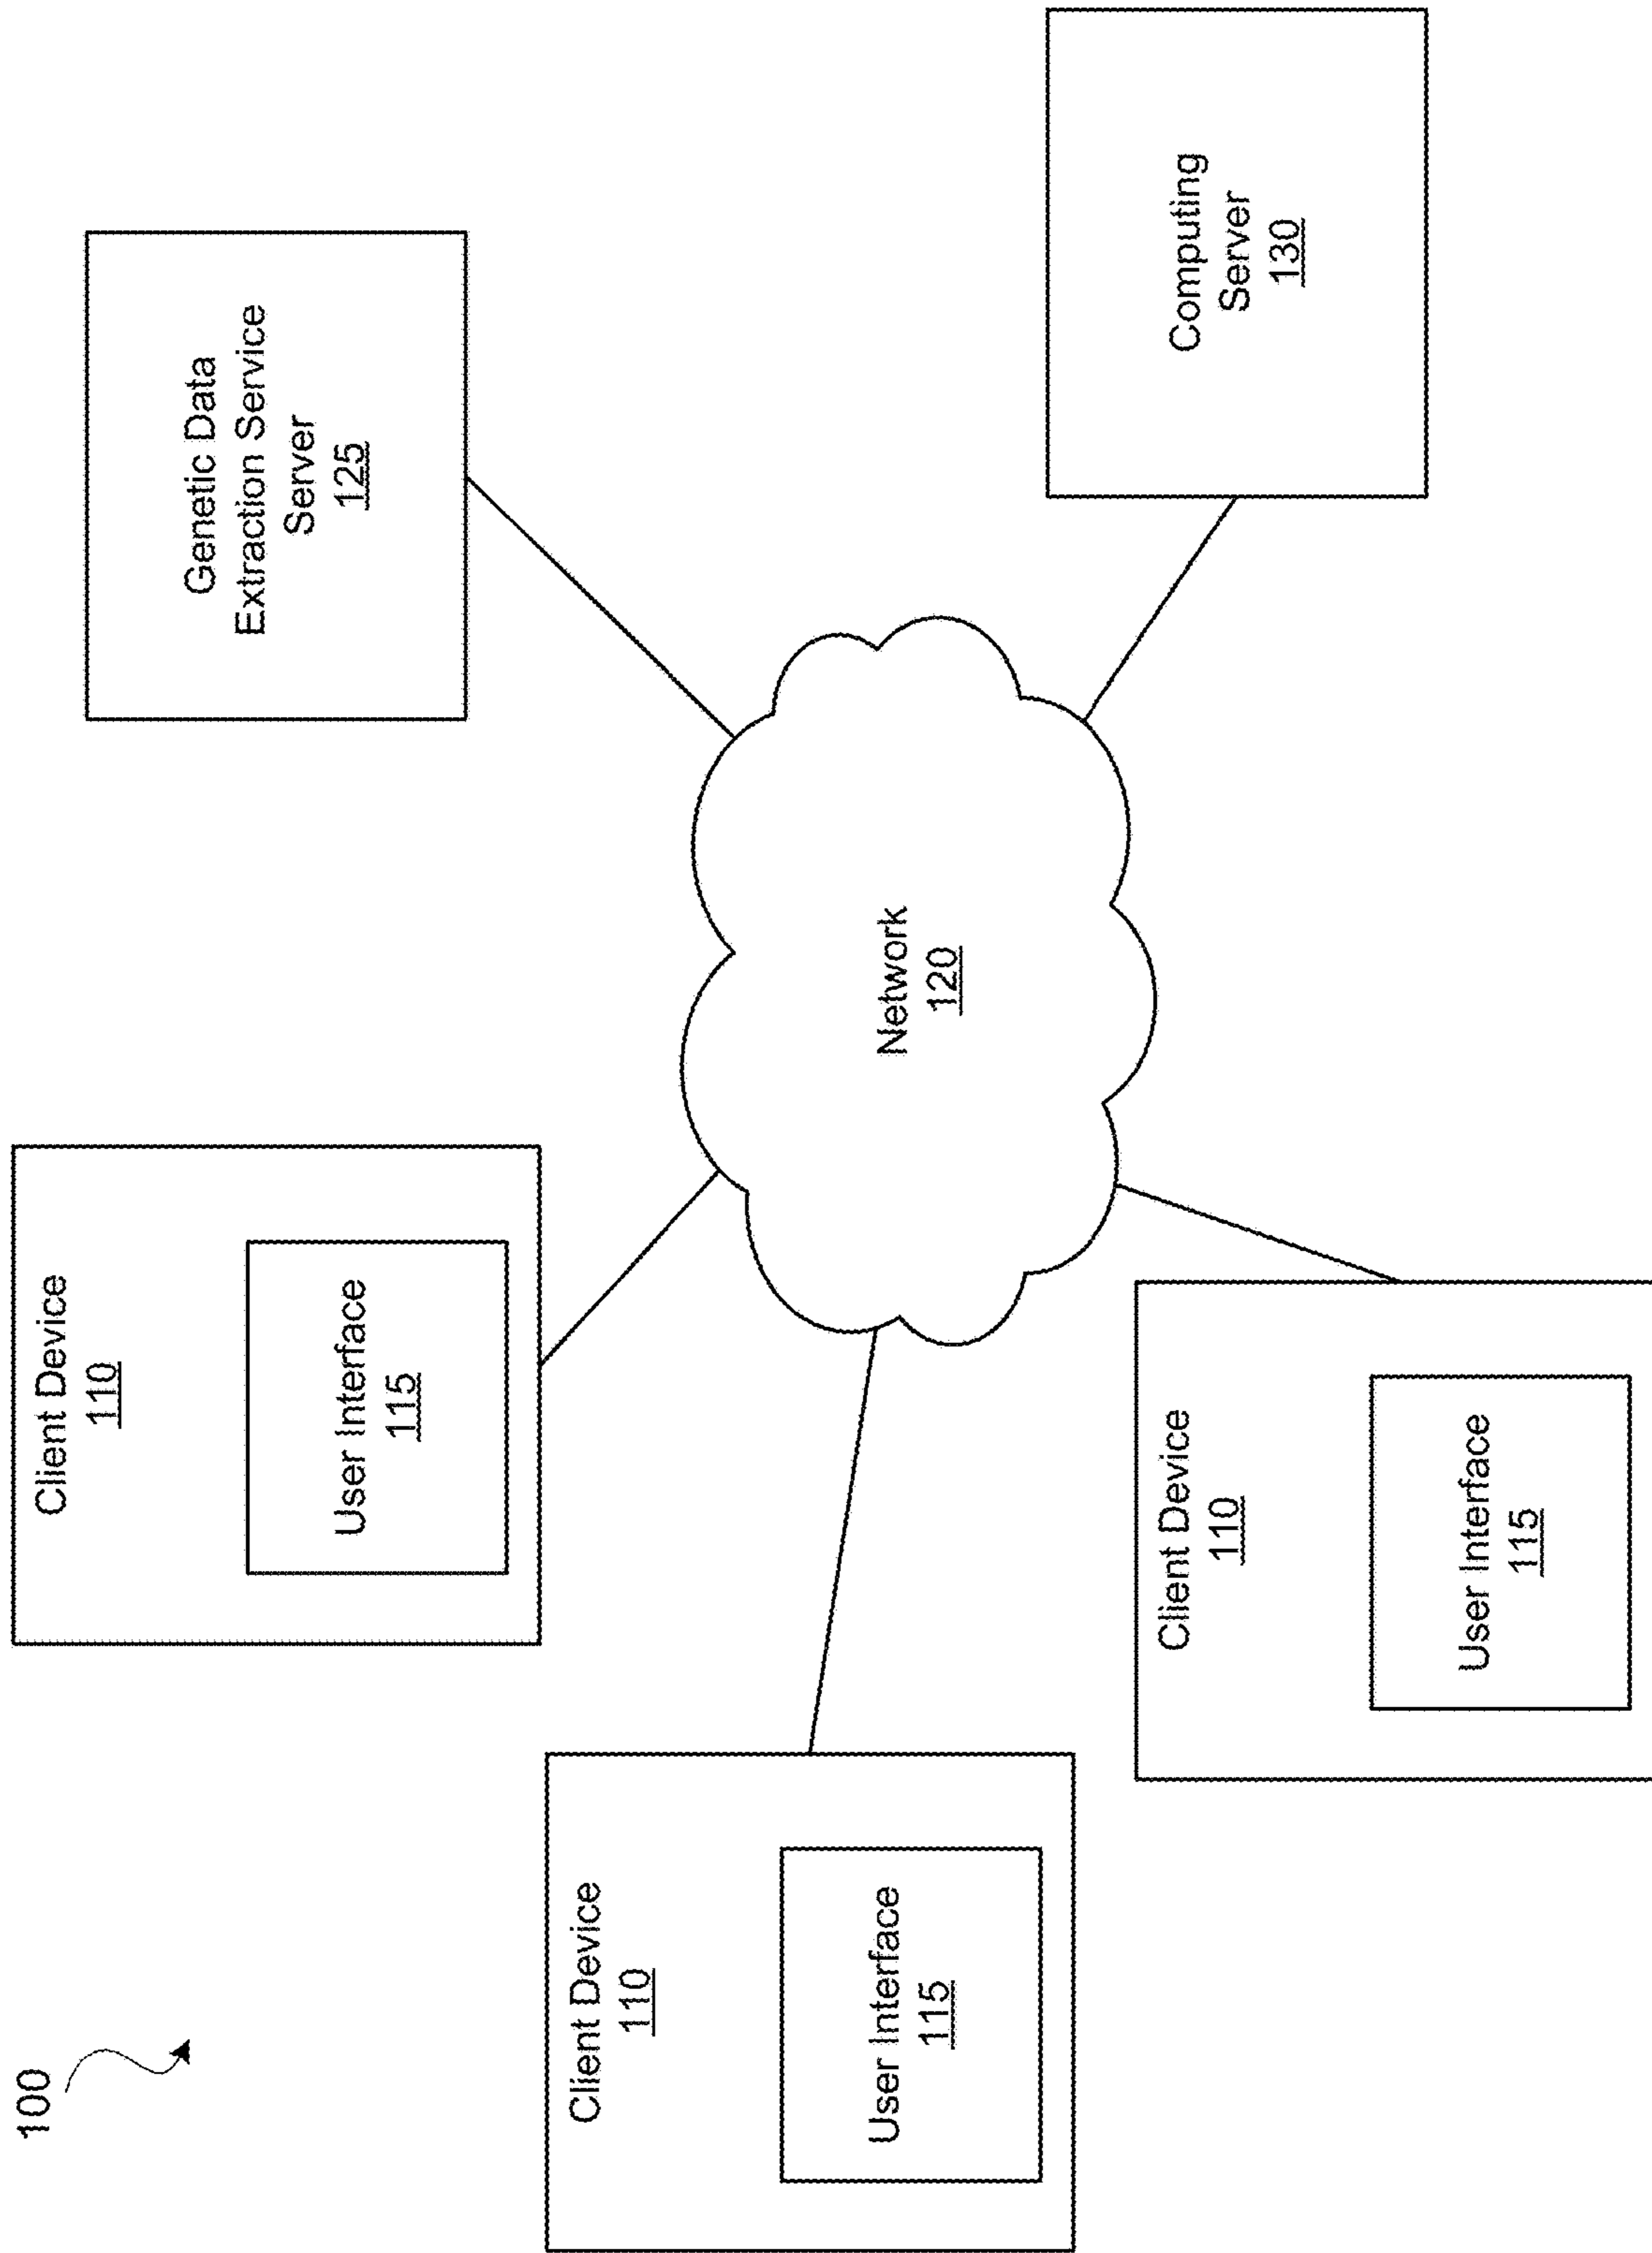 100
Client Device
110
User Interface
115
Client Device
110
User Interface
115
Client Device
110
User Interface
115
Network
120
Genetic Data
Extraction Service
Server
125
Computing
Server
130